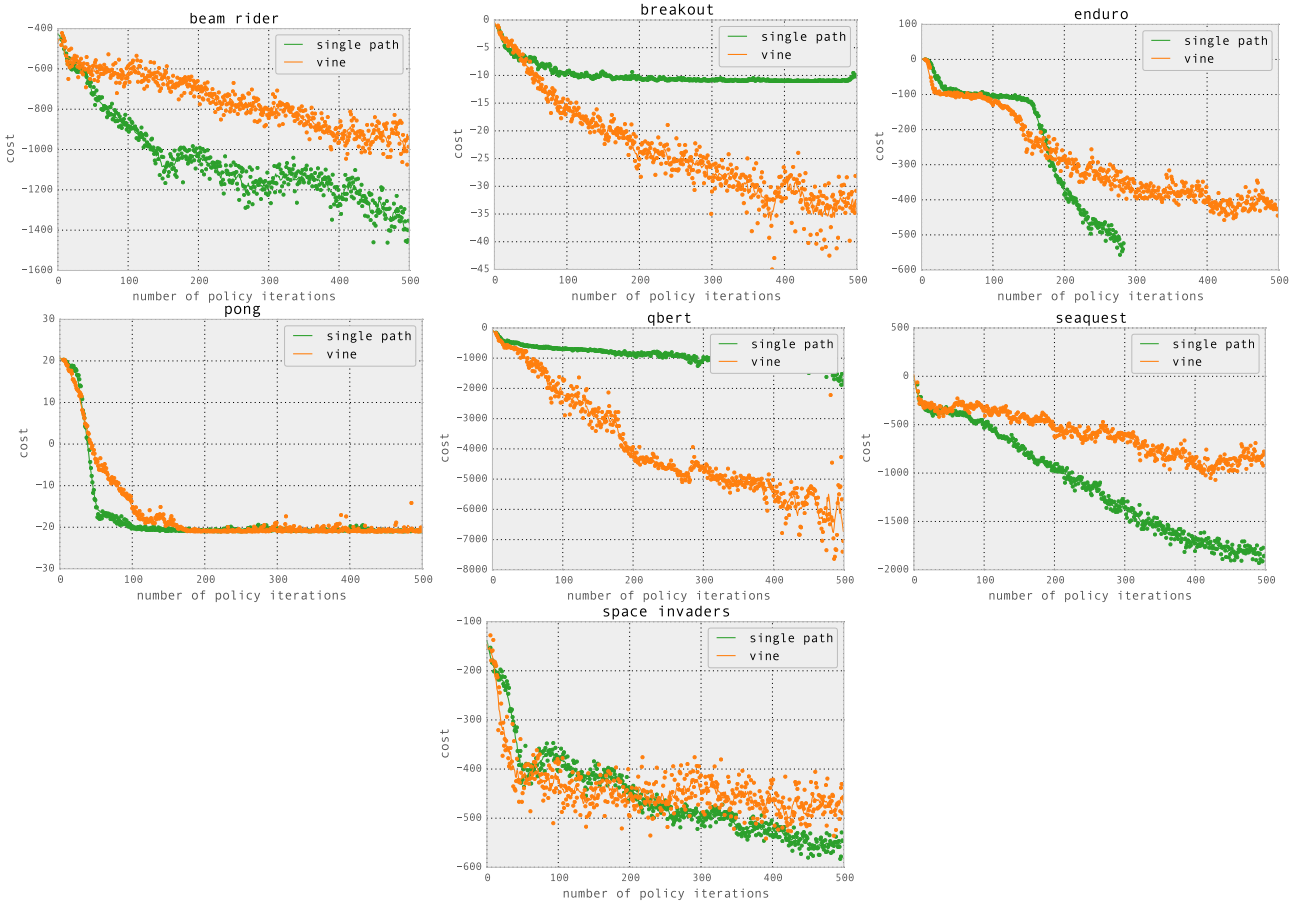 beam rider
−400
−600
−800
−1000
−1200
−1400
−1600
cost
0 100 200 300 400 500
number of policy iterations
single path
vine
breakout
0
−5
−10
−15
−20
−25
−30
−35
−40
−45
cost
0 100 200 300 400 500
number of policy iterations
single path
vine
enduro
100
0
−100
−200
−300
−400
−500
−600
cost
0 100 200 300 400 500
number of policy iterations
single path
vine
pong
30
20
10
0
−10
−20
−30
cost
0 100 200 300 400 500
number of policy iterations
single path
vine
qbert
0
−1000
−2000
−3000
−4000
−5000
−6000
−7000
−8000
cost
0 100 200 300 400 500
number of policy iterations
single path
vine
seaquest
500
0
−500
−1000
−1500
−2000
cost
0 100 200 300 400 500
number of policy iterations
single path
vine
space invaders
−100
−200
−300
−400
−500
−600
cost
0 100 200 300 400 500
number of policy iterations
single path
vine